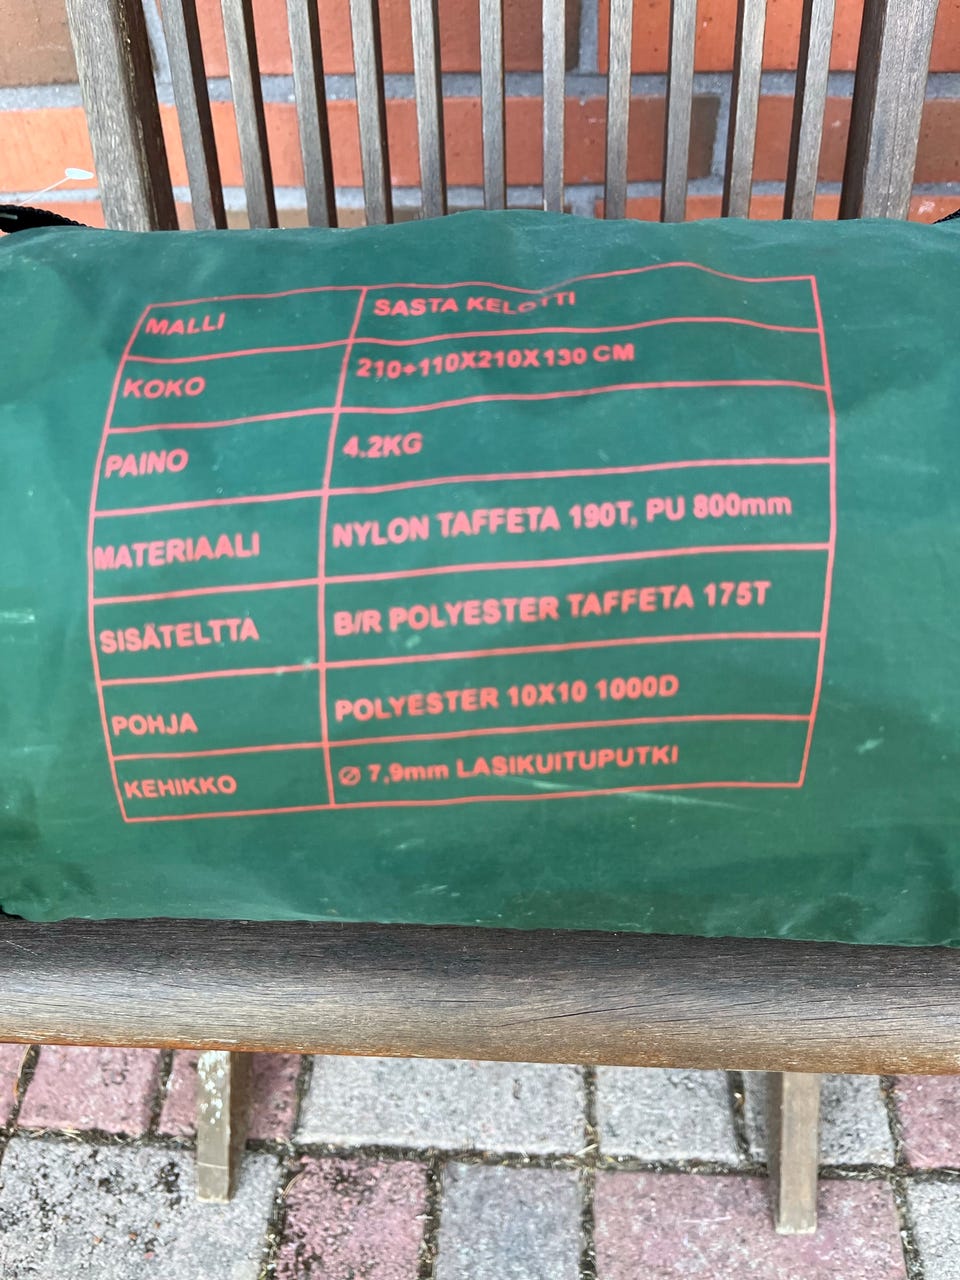 MALLI SASTA KELOTTI
KOKO 210+110X210X130 CM
PAINO 4.2KG
MATERIAALI NYLON TAFFETA 190T, PU 800mm
SISÄTELTTA B/R POLYESTER TAFFETA 175T
POHJA POLYESTER 10X10 1000D
KEHIKKO Ø 7,9mm LASIKUITUPUTKI